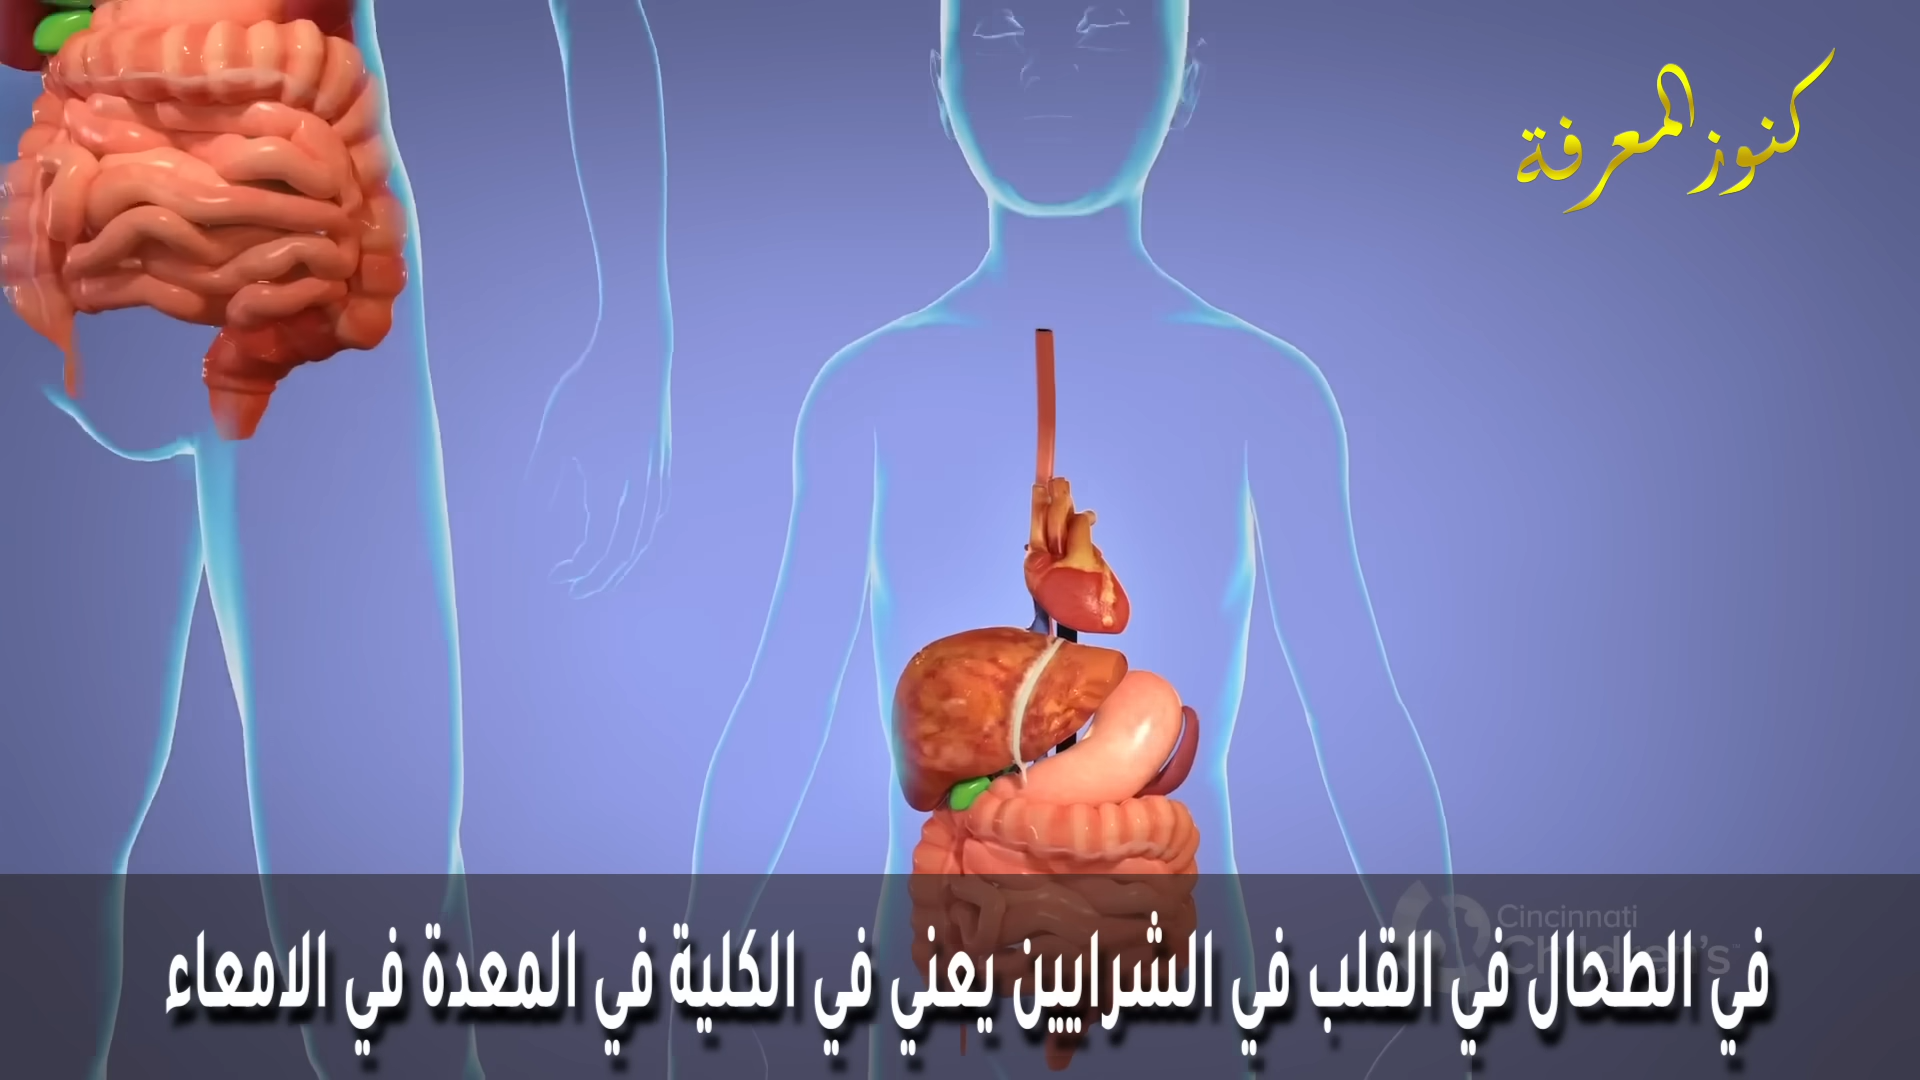 كنوز المعرفة
Cincinnati
Children's
في الطحال في القلب في الشرايين يعني في الكلية في المعدة في الامعاء